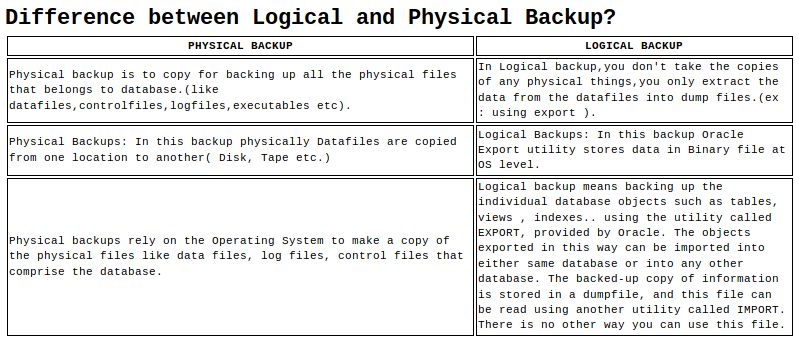 Difference between Logical and Physical Backup?
PHYSICAL BACKUP
LOGICAL BACKUP
Physical backup is to copy for backing up all the physical files
that belongs to database.(like
datafiles,controlfiles,logfiles,executables etc).
In Logical backup,you don't take the copies
of any physical things,you only extract the
data from the datafiles into dump files.(ex
: using export ).
Physical Backups: In this backup physically Datafiles are copied
from one location to another( Disk, Tape etc.)
Logical Backups: In this backup Oracle
Export utility stores data in Binary file at
OS level.
Physical backups rely on the Operating System to make a copy of
the physical files like data files, log files, control files that
comprise the database.
Logical backup means backing up the
individual database objects such as tables,
views , indexes.. using the utility called
EXPORT, provided by Oracle. The objects
exported in this way can be imported into
either same database or into any other
database. The backed-up copy of information
is stored in a dumpfile, and this file can
be read using another utility called IMPORT.
There is no other way you can use this file.